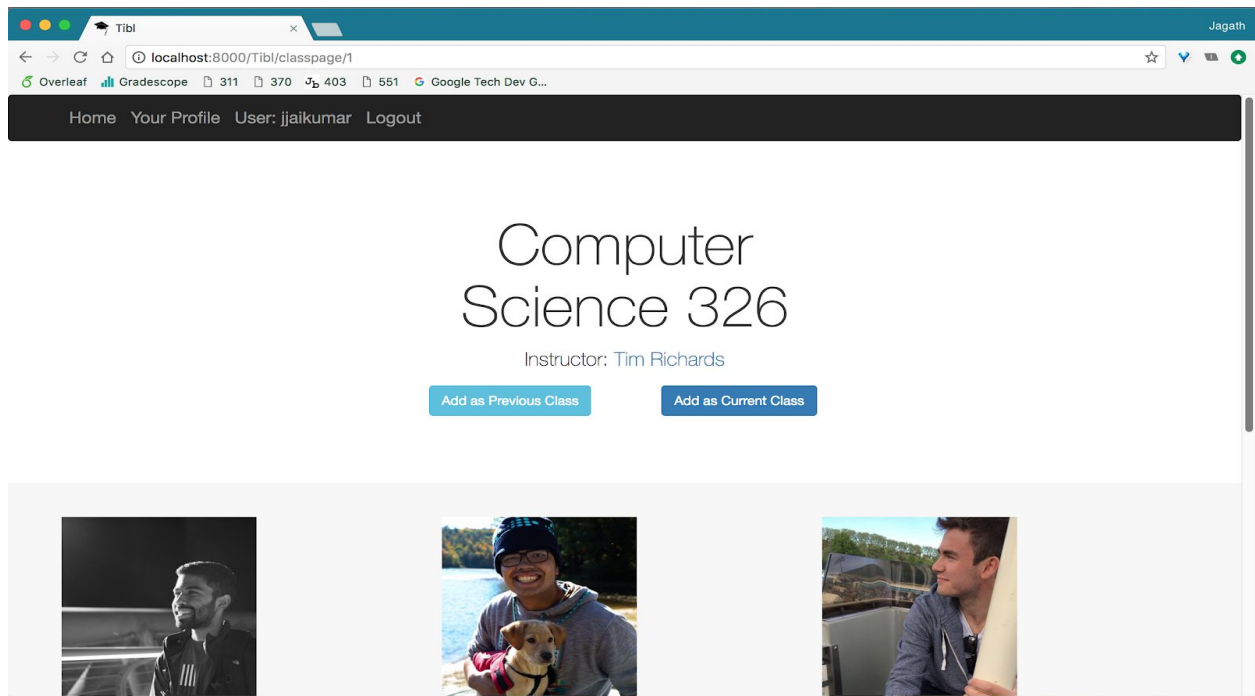 Tibl
Jagath
localhost:8000/Tibl/classpage/1
Overleaf Gradescope 311 370 403 551 Google Tech Dev G...
Home Your Profile User: jjaikumar Logout
Computer
Science 326
Instructor: Tim Richards
Add as Previous Class Add as Current Class